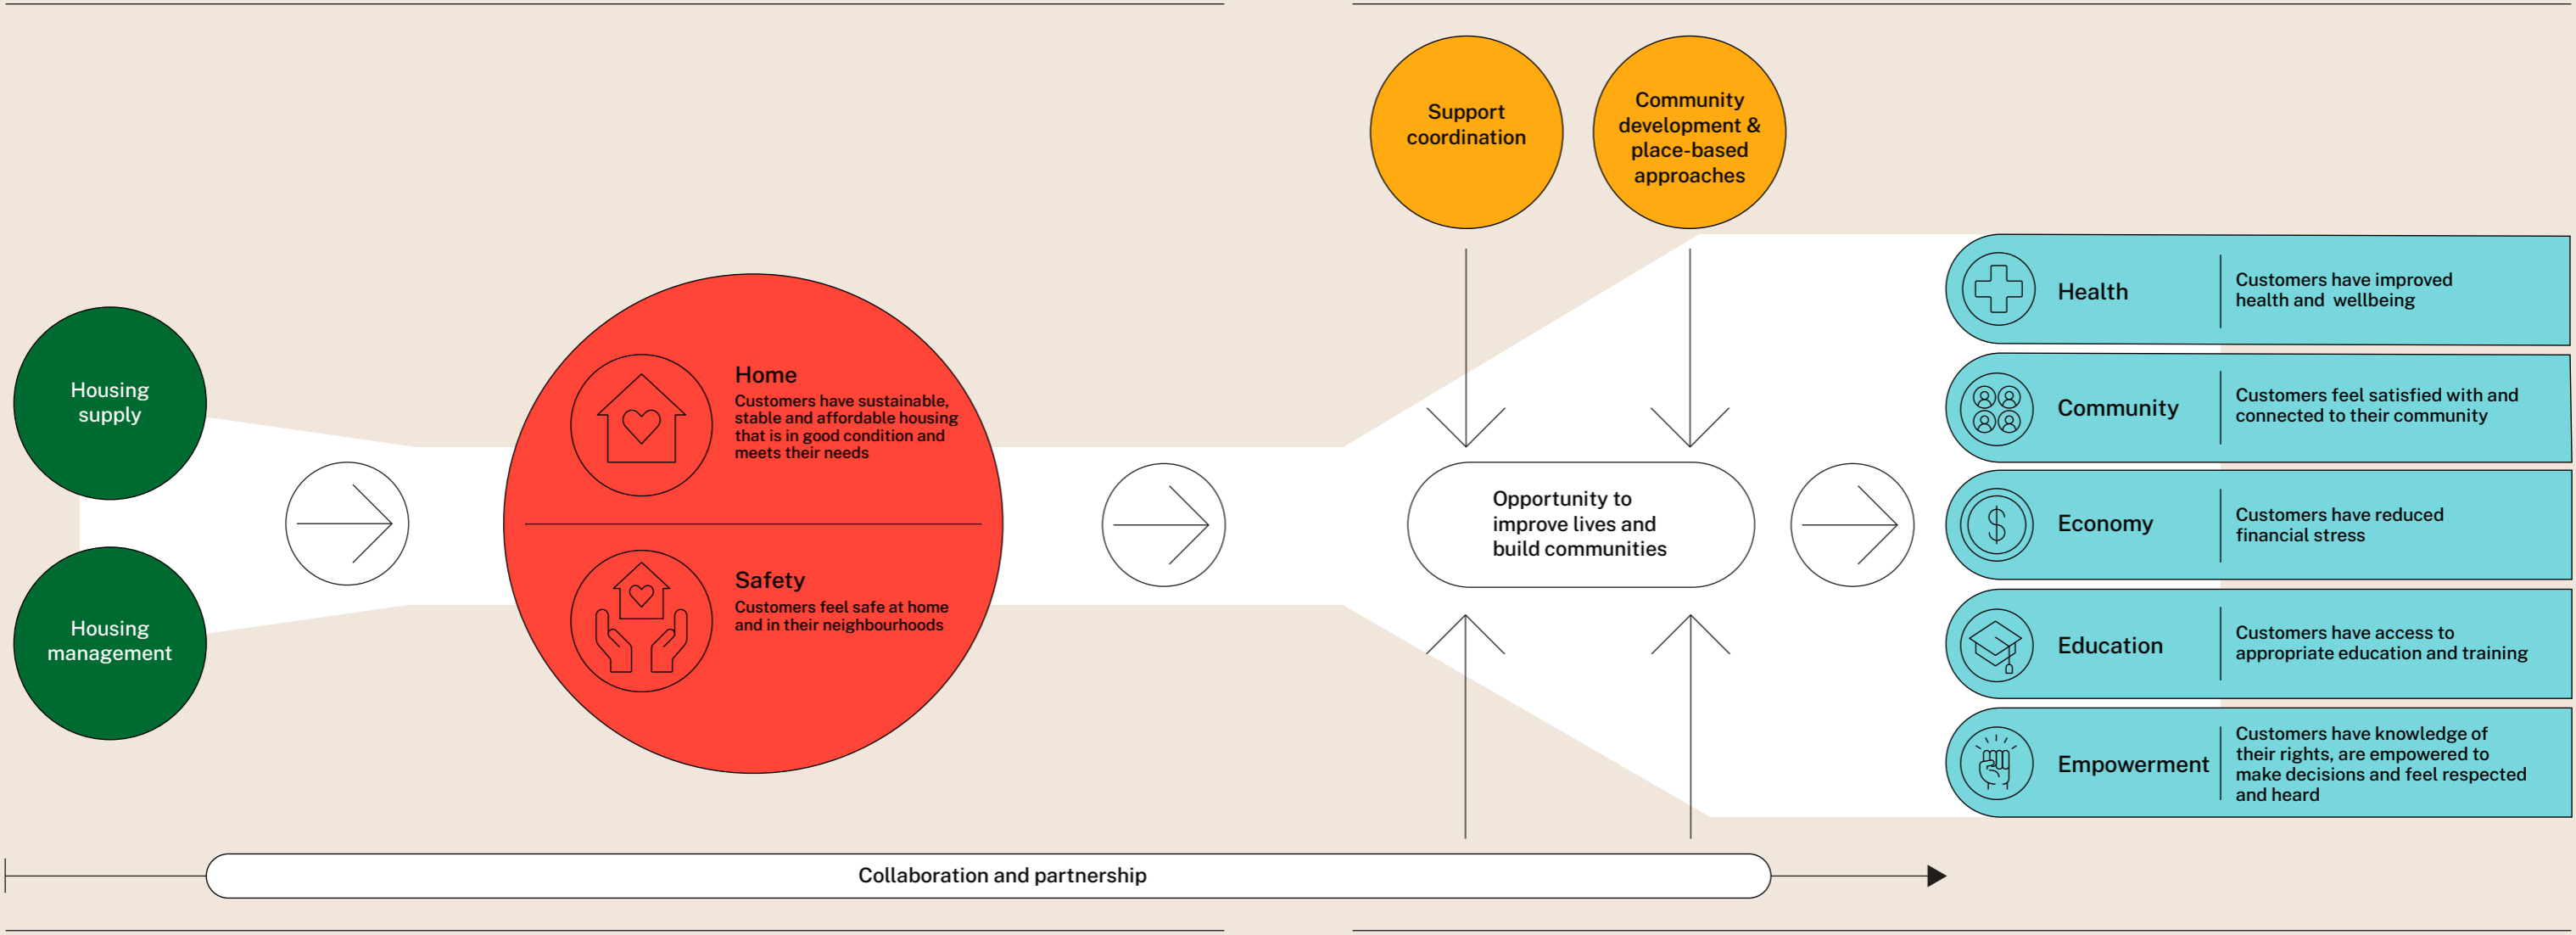 Housing
supply
Housing
management
Home
Customers have sustainable,
stable and affordable housing
that is in good condition and
meets their needs
Safety
Customers feel safe at home
and in their neighbourhoods
Support
coordination
Community
development &
place-based
approaches
Opportunity to
improve lives and
build communities
Health
Customers have improved
health and wellbeing
Community
Customers feel satisfied with and
connected to their community
$
Economy
Customers have reduced
financial stress
Education
Customers have access to
appropriate education and training
Empowerment
Customers have knowledge of
their rights, are empowered to
make decisions and feel respected
and heard
Collaboration and partnership